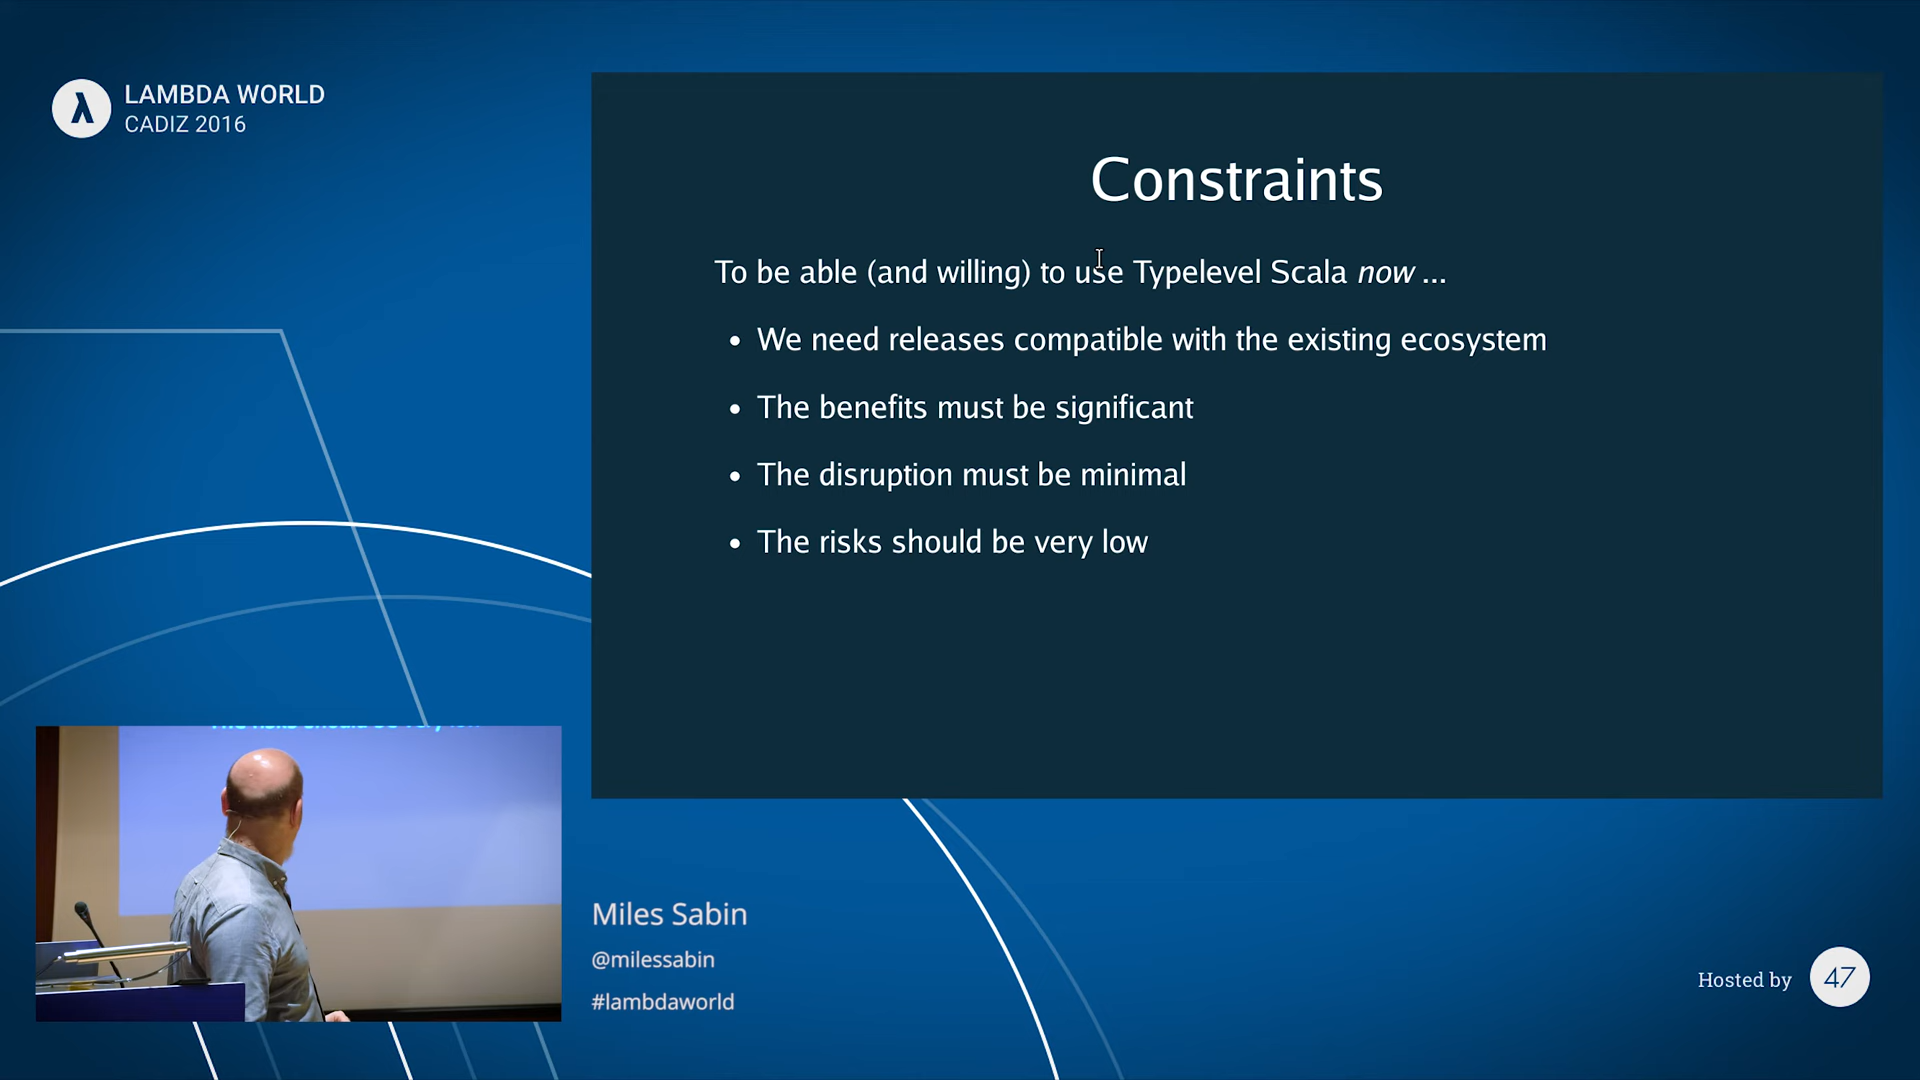 LAMBDA WORLD
CADIZ 2016
Constraints
To be able (and willing) to use Typelevel Scala now ...
• We need releases compatible with the existing ecosystem
• The benefits must be significant
• The disruption must be minimal
• The risks should be very low
Miles Sabin
@milessabin
#lambdaworld
Hosted by 47